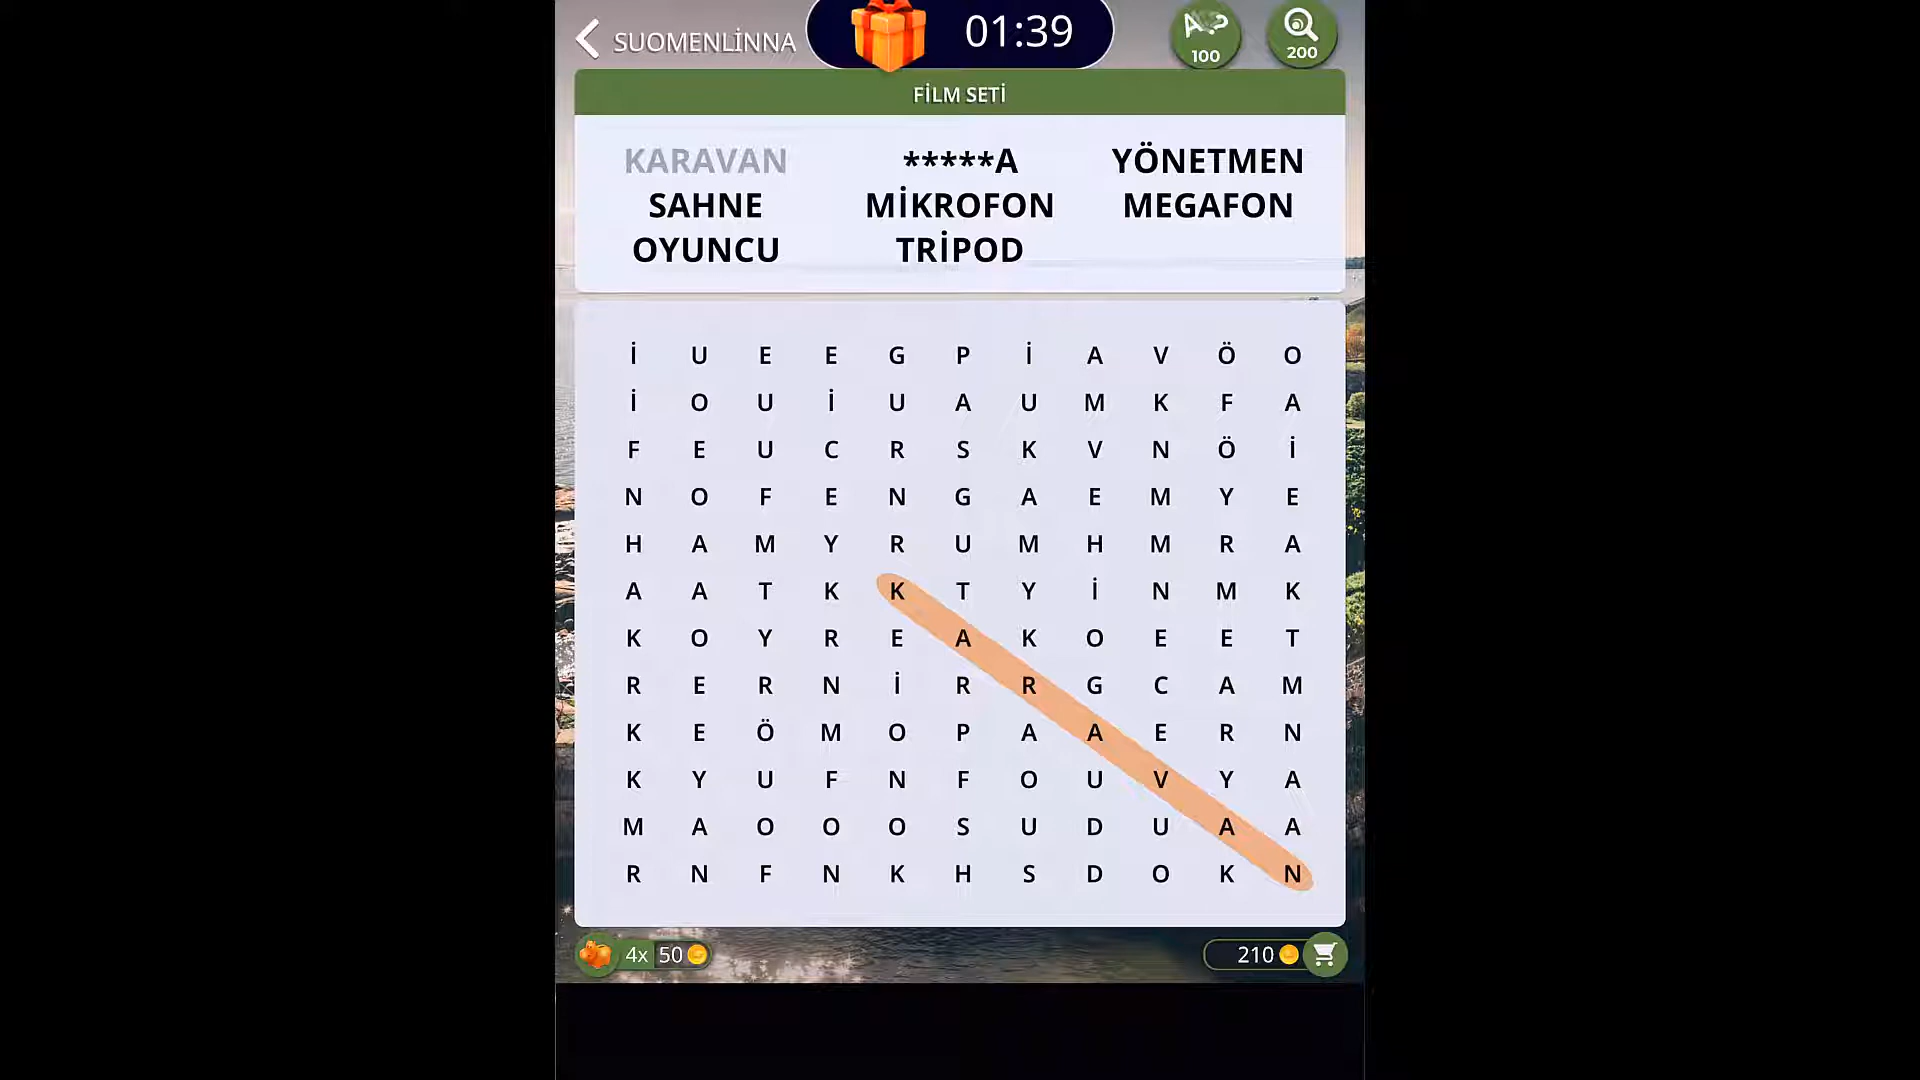 SUOMENLİNNA
01:39
A?
100
200
FİLM SETİ
KARAVAN *****A YÖNETMEN
SAHNE MİKROFON MEGAFON
OYUNCU TRİPOD
İ U E E G P İ A V Ö O
İ O U İ U A U M K F A
F E U C R S K V N Ö İ
N O F E N G A E M Y E
H A M Y R U M H M R A
A A T K K T Y İ N M K
K O Y R E A K O E E T
R E R N İ R R G C A M
K E Ö M O P A A E R N
K Y U F N F O U V Y A
M A O O O S U D U A A
R N F N K H S D O K N
4x 50
210